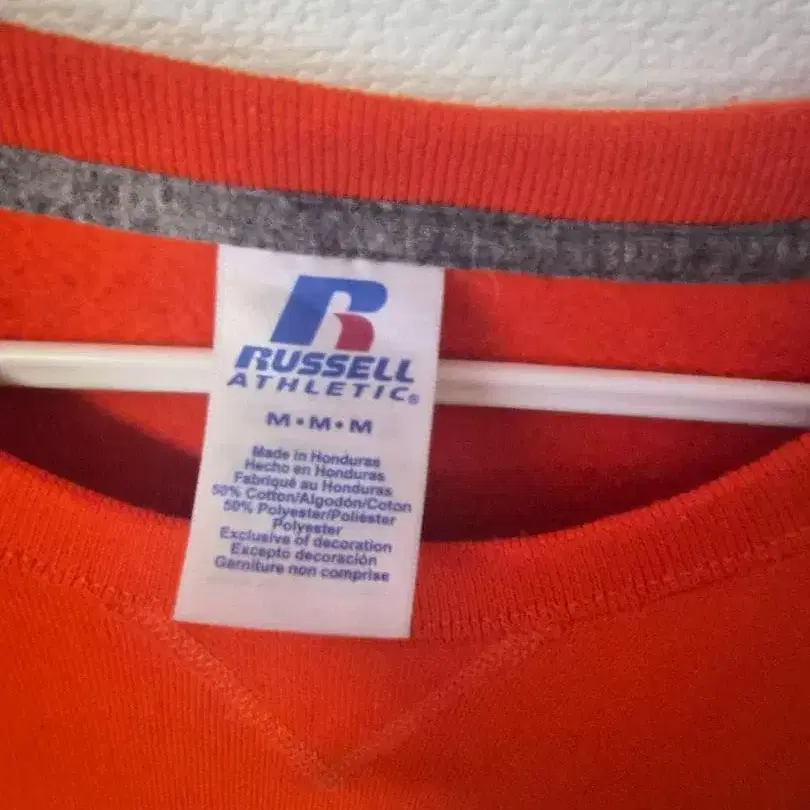 R
RUSSELL
ATHLETIC®
M•M•M
Made in Honduras
Hecho en Honduras
Fabriqué au Honduras
50% Cotton/Algodón/Coton
50% Polyester/Poliéster
Polyester
Exclusive of decoration
Excepto decoración
Garniture non comprise